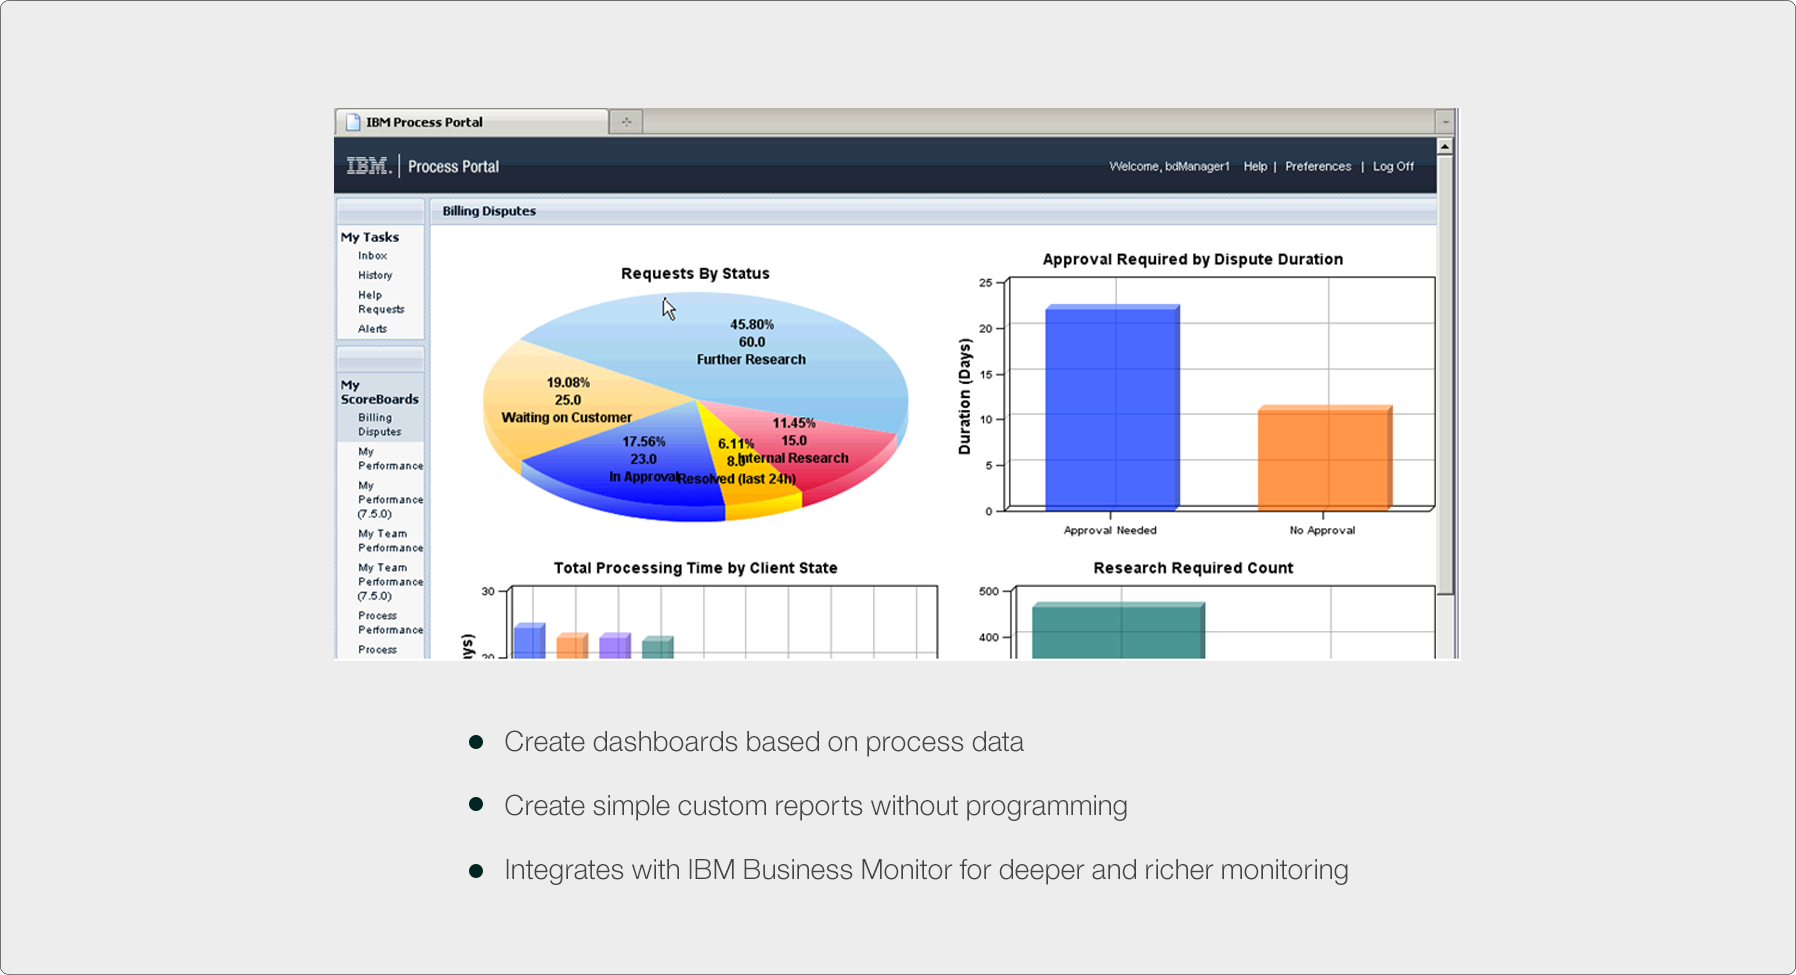 IBM Process Portal
IBM.
Process Portal
Welcome, bdManager1 Help | Preferences | Log Off
Billing Disputes
My Tasks
Inbox
History
Help
Requests
Alerts
My
ScoreBoards
Billing
Disputes
My
Performance
My
Performance
(7.5.0)
My Team
Performance
My Team
Performance
(7.5.0)
Process
Performance
Process
Requests By Status
45.80%
60.0
Further Research
19.08%
25.0
Waiting on Customer
17.56%
23.0
In Approval
6.11%
8.0
Resolved (last 24h)
11.45%
15.0
Internal Research
Approval Required by Dispute Duration
Duration (Days)
25
20
15
10
5
0
Approval Needed
No Approval
Total Processing Time by Client State
30
20
Research Required Count
500
400
Create dashboards based on process data
Create simple custom reports without programming
Integrates with IBM Business Monitor for deeper and richer monitoring